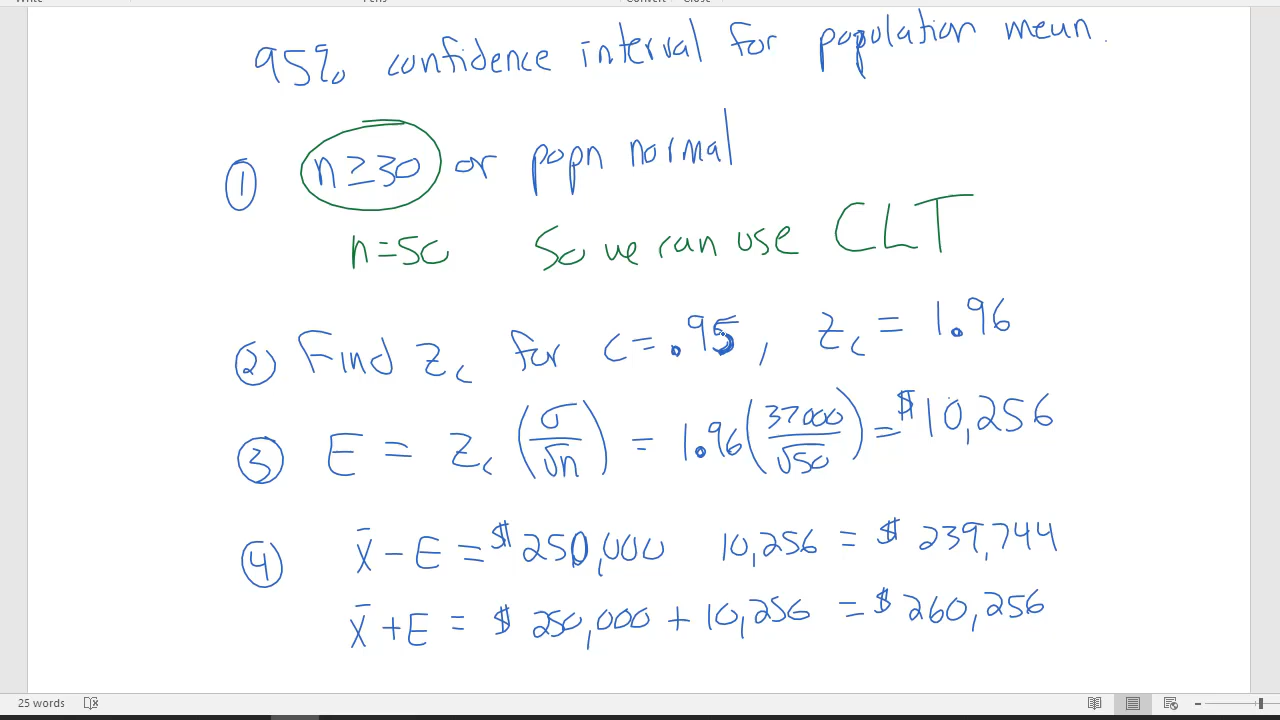 95% confidence interval for population mean.
① n ≥ 30 or popn normal
n=50 So we can use CLT
② Find z_c for c = .95, z_c = 1.96
③ E = z_c (σ/√n) = 1.96 (37000/√50) = $10,256
④ x̄ - E = $250,000 10,256 = $239,744
x̄ + E = $250,000 + 10,256 = $260,256
25 words